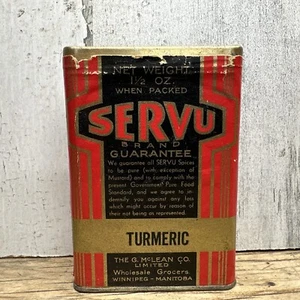 NET WEIGHT
1½ OZ.
WHEN PACKED
SERVU
BRAND
GUARANTEE
We guarantee all SERVU Spices
to be pure (with exception of
Mustard) and to comply with the
present Government Pure Food
Standard, and we agree to in-
demnify you against any loss
which might occur by reason of
their not being as represented.
TURMERIC
THE G. McLEAN CO.
LIMITED
Wholesale Grocers
WINNIPEG - MANITOBA